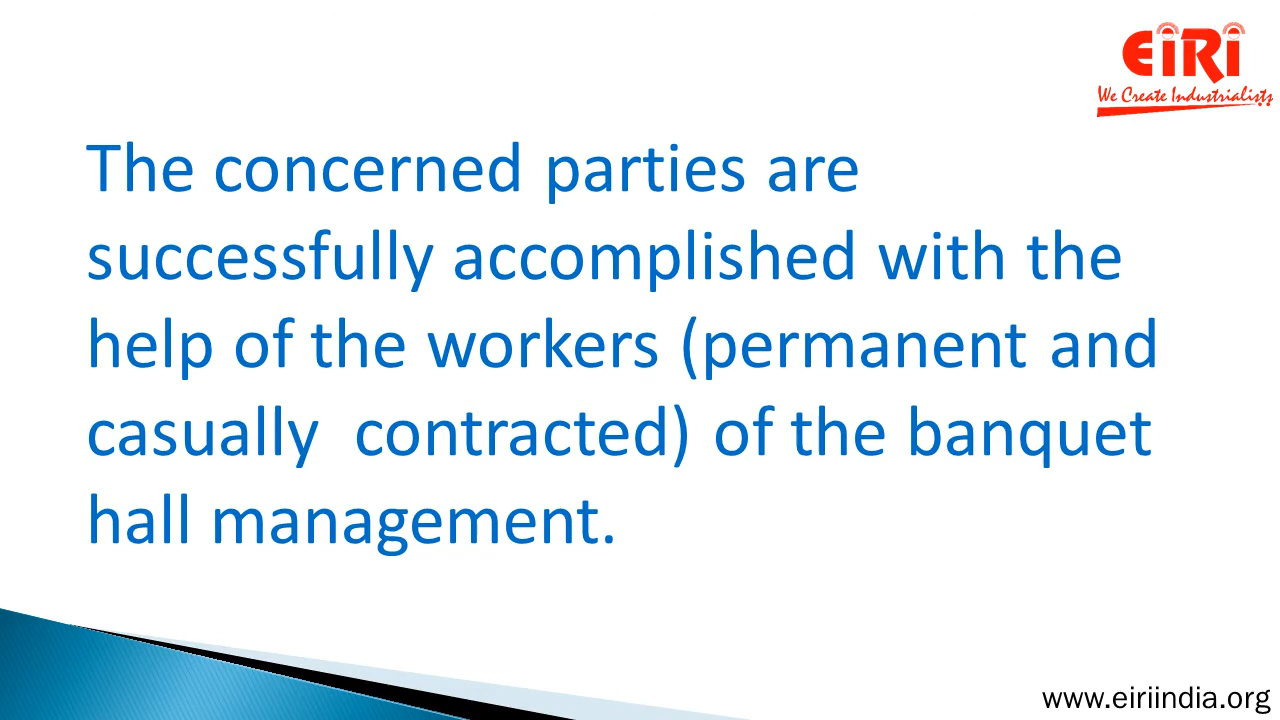 EiRi
We Create Industrialists
The concerned parties are
successfully accomplished with the
help of the workers (permanent and
casually  contracted) of the banquet
hall management.
www.eiriindia.org